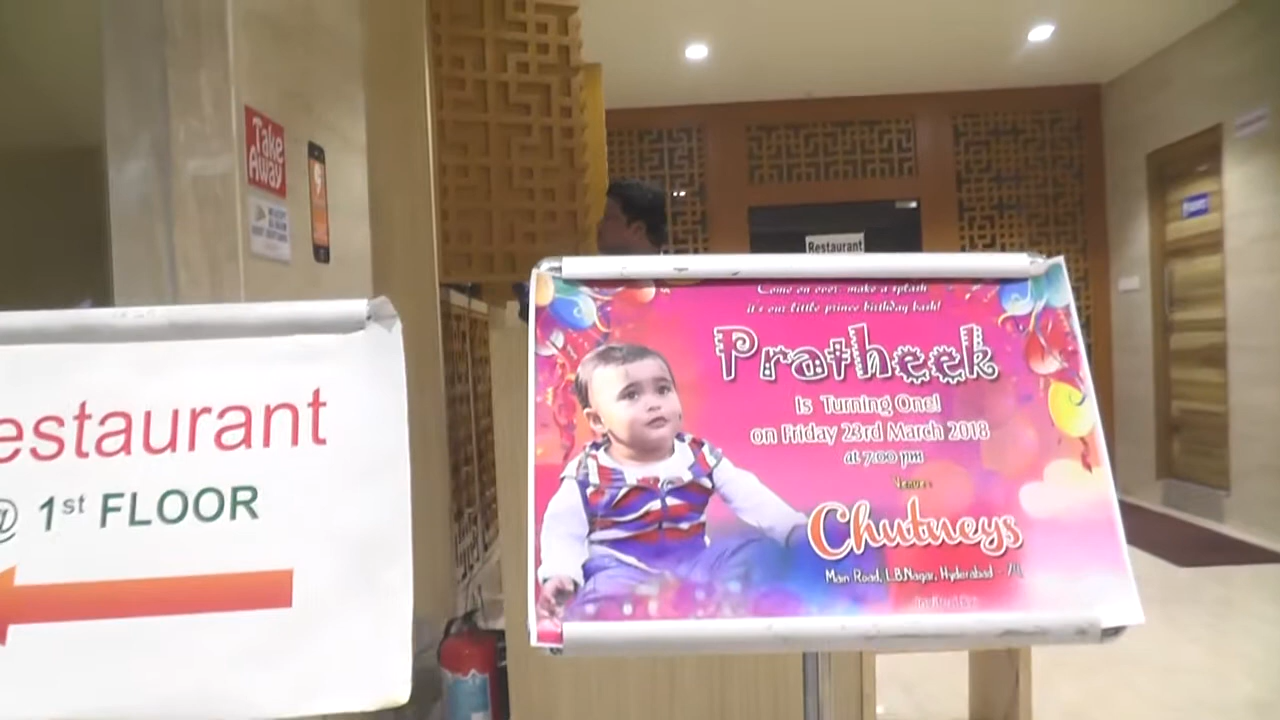 Take
Away
Restaurant
estaurant
@ 1st FLOOR
Come on over, make a splash
it's our little prince birthday bash!
Pratheek
Is Turning One!
on Friday 23rd March 2018
at 7:00 pm
Venue:
Chutneys
Main Road, L.B.Nagar, Hyderabad - 74